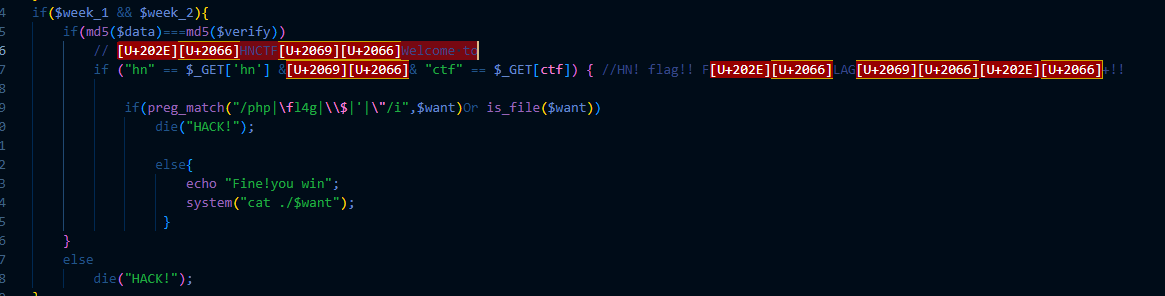 4 if($week_1 && $week_2){
5 if(md5($data)===md5($verify))
6 // [U+202E][U+2066]HNCTF[U+2069][U+2066]Welcome to
7 if ("hn" == $_GET['hn'] &[U+2069][U+2066]& "ctf" == $_GET[ctf]) { //HN! flag!! F[U+202E][U+2066]LAG[U+2069][U+2066][U+202E][U+2066]+!!
8
9 if(preg_match("/php|\fl4g|\\$|'|\"/i",$want)Or is_file($want))
0 die("HACK!");
1
2 else{
3 echo "Fine!you win";
4 system("cat ./$want");
5 }
6 }
7 else
8 die("HACK!");